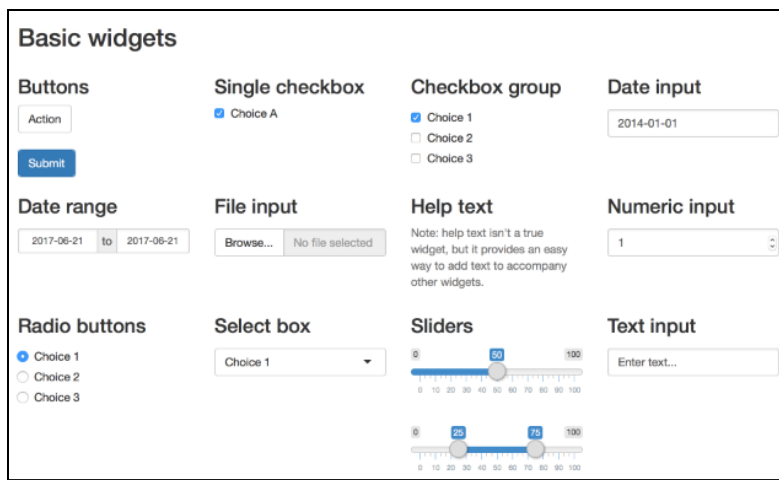 Basic widgets
Buttons
Action
Submit
Single checkbox
Choice A
Checkbox group
Choice 1
Choice 2
Choice 3
Date input
2014-01-01
Date range
2017-06-21 to 2017-06-21
File input
Browse... No file selected
Help text
Note: help text isn't a true
widget, but it provides an easy
way to add text to accompany
other widgets.
Numeric input
1
Radio buttons
Choice 1
Choice 2
Choice 3
Select box
Choice 1
Sliders
0 50 100
0 10 20 30 40 50 60 70 80 90 100
0 25 75 100
0 10 20 30 40 50 60 70 80 90 100
Text input
Enter text...